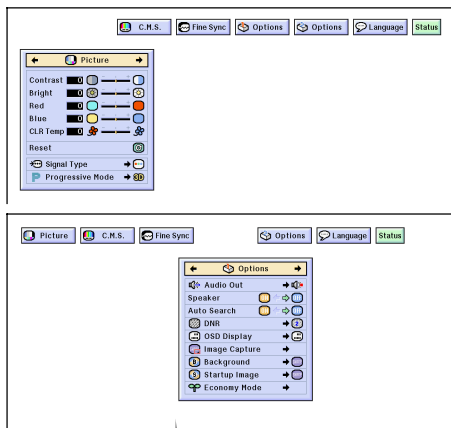 C.M.S. Fine Sync Options Options Language Status
Picture
Contrast 0
Bright 0
Red 0
Blue 0
CLR Temp 0
Reset
Signal Type
P Progressive Mode 3D
Picture C.M.S. Fine Sync Options Language Status
Options
Audio Out
Speaker
Auto Search
DNR
OSD Display
Image Capture
B Background
S Startup Image
Economy Mode